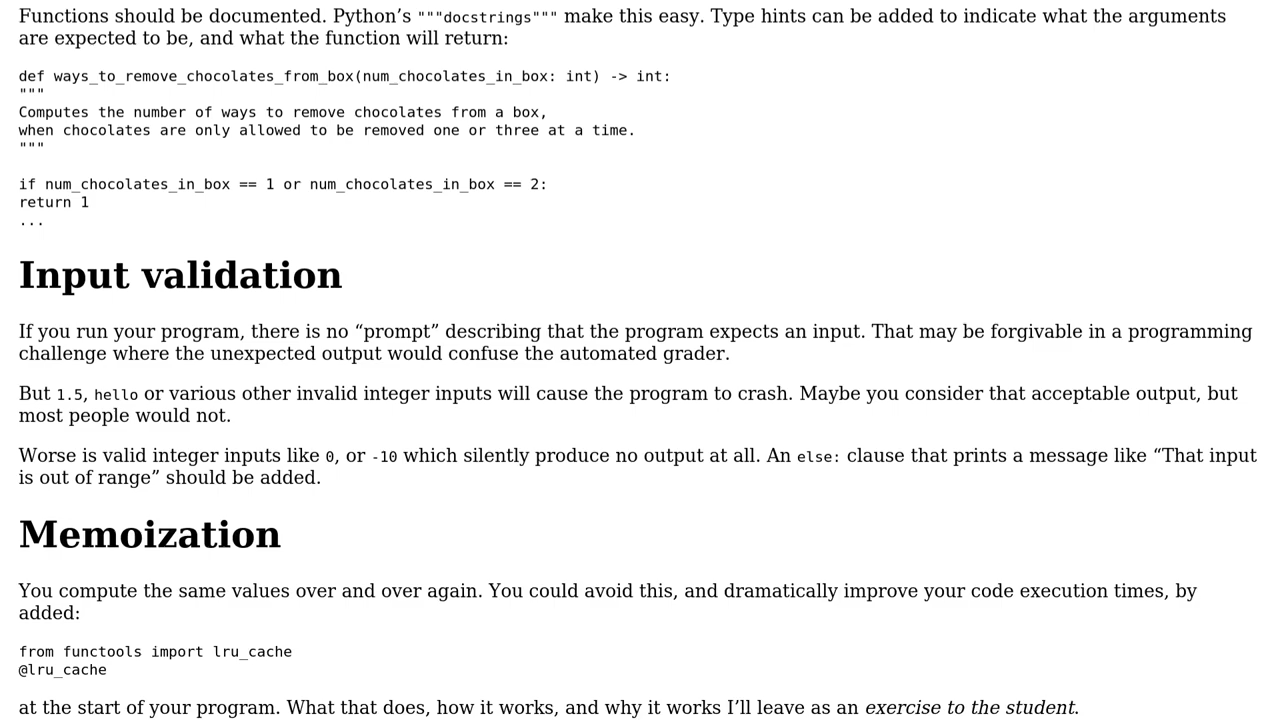 Functions should be documented. Python’s """docstrings""" make this easy. Type hints can be added to indicate what the arguments
are expected to be, and what the function will return:
def ways_to_remove_chocolates_from_box(num_chocolates_in_box: int) -> int:
"""
Computes the number of ways to remove chocolates from a box,
when chocolates are only allowed to be removed one or three at a time.
"""
if num_chocolates_in_box == 1 or num_chocolates_in_box == 2:
return 1
...
Input validation
If you run your program, there is no “prompt” describing that the program expects an input. That may be forgivable in a programming
challenge where the unexpected output would confuse the automated grader.
But 1.5, hello or various other invalid integer inputs will cause the program to crash. Maybe you consider that acceptable output, but
most people would not.
Worse is valid integer inputs like 0, or -10 which silently produce no output at all. An else: clause that prints a message like “That input
is out of range” should be added.
Memoization
You compute the same values over and over again. You could avoid this, and dramatically improve your code execution times, by
added:
from functools import lru_cache
@lru_cache
at the start of your program. What that does, how it works, and why it works I’ll leave as an exercise to the student.